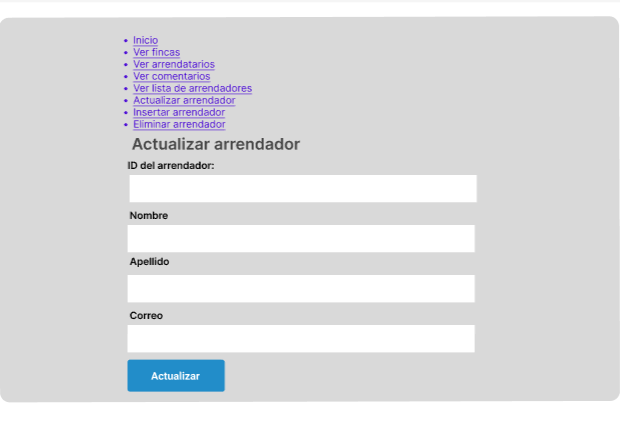 Inicio
Ver fincas
Ver arrendatarios
Ver comentarios
Ver lista de arrendadores
Actualizar arrendador
Insertar arrendador
Eliminar arrendador
Actualizar arrendador
ID del arrendador:
Nombre
Apellido
Correo
Actualizar